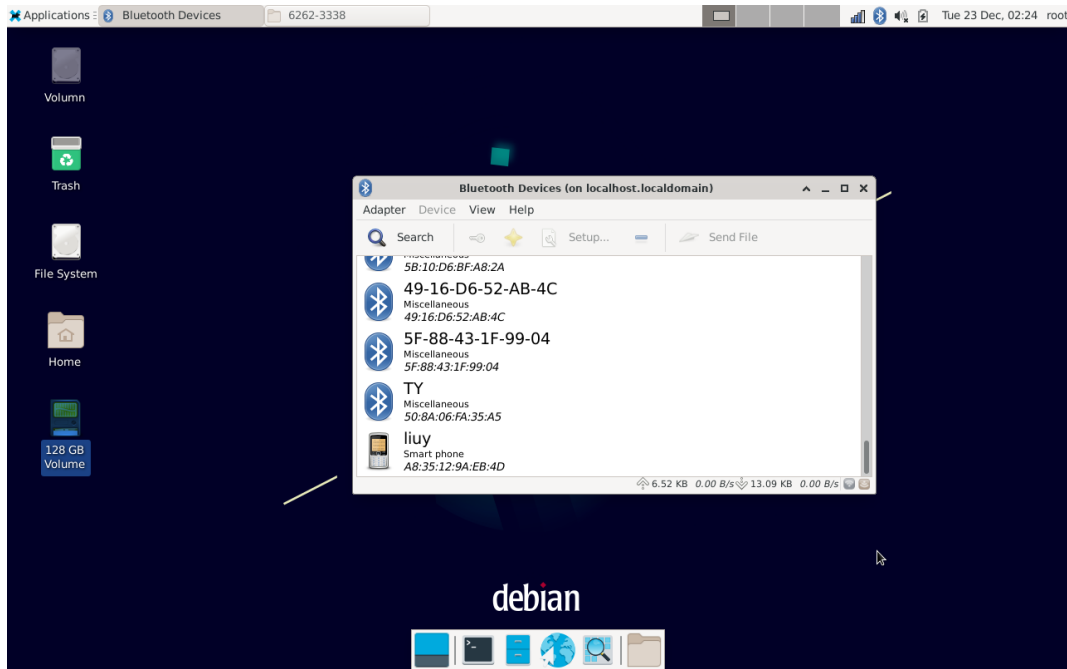 Applications
Bluetooth Devices
6262-3338
Tue 23 Dec, 02:24
root
Volumn
Trash
File System
Home
128 GB
Volume
Bluetooth Devices (on localhost.localdomain)
Adapter Device View Help
Search Setup... Send File
Miscellaneous
5B:10:D6:BF:A8:2A
49-16-D6-52-AB-4C
Miscellaneous
49:16:D6:52:AB:4C
5F-88-43-1F-99-04
Miscellaneous
5F:88:43:1F:99:04
TY
Miscellaneous
50:8A:06:FA:35:A5
liuy
Smart phone
A8:35:12:9A:EB:4D
6.52 KB 0.00 B/s 13.09 KB 0.00 B/s
debian